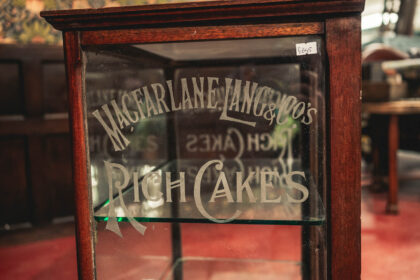 MACFARLANE, LANG & CO'S
RICH CAKES